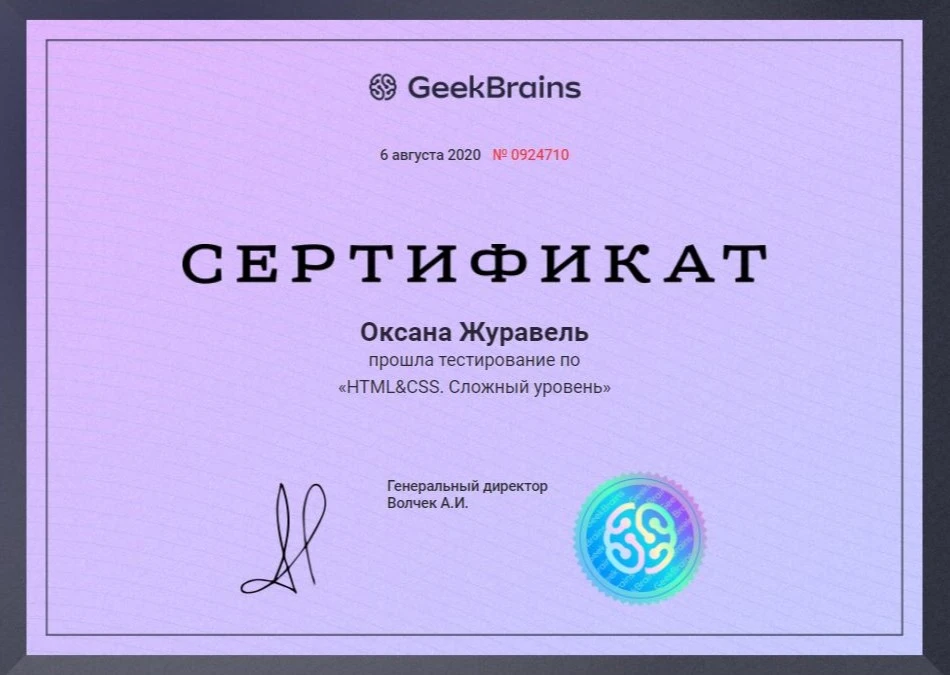 GeekBrains
6 августа 2020 № 0924710
СЕРТИФИКАТ
Оксана Журавель
прошла тестирование по
«HTML&CSS. Сложный уровень»
Генеральный директор
Волчек А.И.